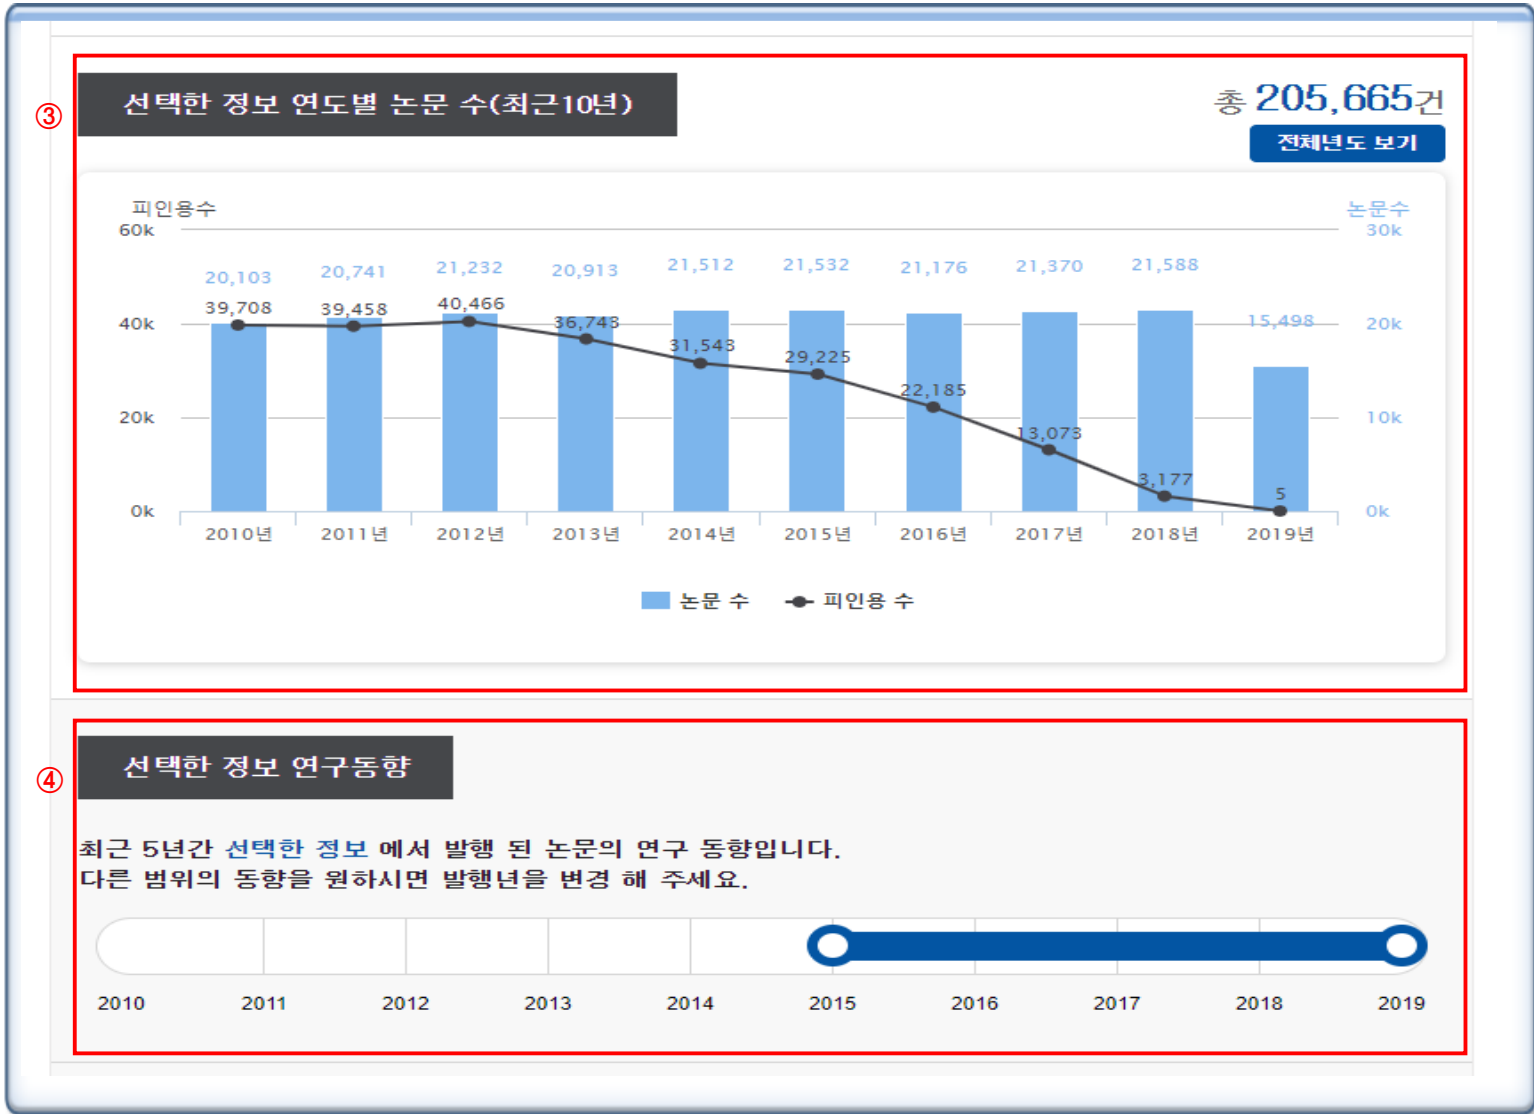 ③
선택한 정보 연도별 논문 수(최근10년)
총 205,665건
전체년도 보기
피인용수
논문수
60k
30k
20,103
20,741
21,232
20,913
21,512
21,532
21,176
21,370
21,588
15,498
39,708
39,458
40,466
36,743
31,543
29,225
22,185
13,073
3,177
5
40k
20k
20k
10k
0k
0k
2010년 2011년 2012년 2013년 2014년 2015년 2016년 2017년 2018년 2019년
논문 수 피인용 수
④
선택한 정보 연구동향
최근 5년간 선택한 정보 에서 발행 된 논문의 연구 동향입니다.
다른 범위의 동향을 원하시면 발행년을 변경 해 주세요.
2010 2011 2012 2013 2014 2015 2016 2017 2018 2019